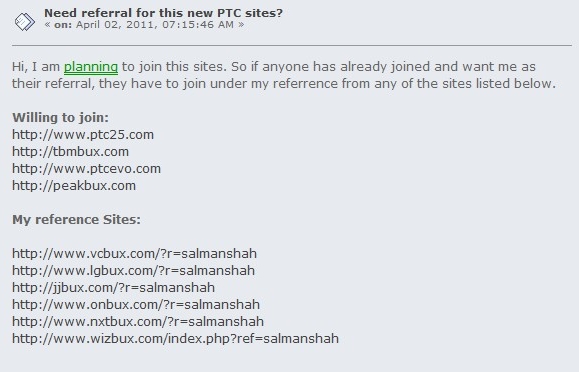 Need referral for this new PTC sites?
« on: April 02, 2011, 07:15:46 AM »
Hi, I am planning to join this sites. So if anyone has already joined and want me as
their referral, they have to join under my referrence from any of the sites listed below.
Willing to join:
http://www.ptc25.com
http://tbmbux.com
http://www.ptcevo.com
http://peakbux.com
My reference Sites:
http://www.vcbux.com/?r=salmanshah
http://www.lgbux.com/?r=salmanshah
http://jjbux.com/?r=salmanshah
http://www.onbux.com/?r=salmanshah
http://www.nxtbux.com/?r=salmanshah
http://www.wizbux.com/index.php?ref=salmanshah